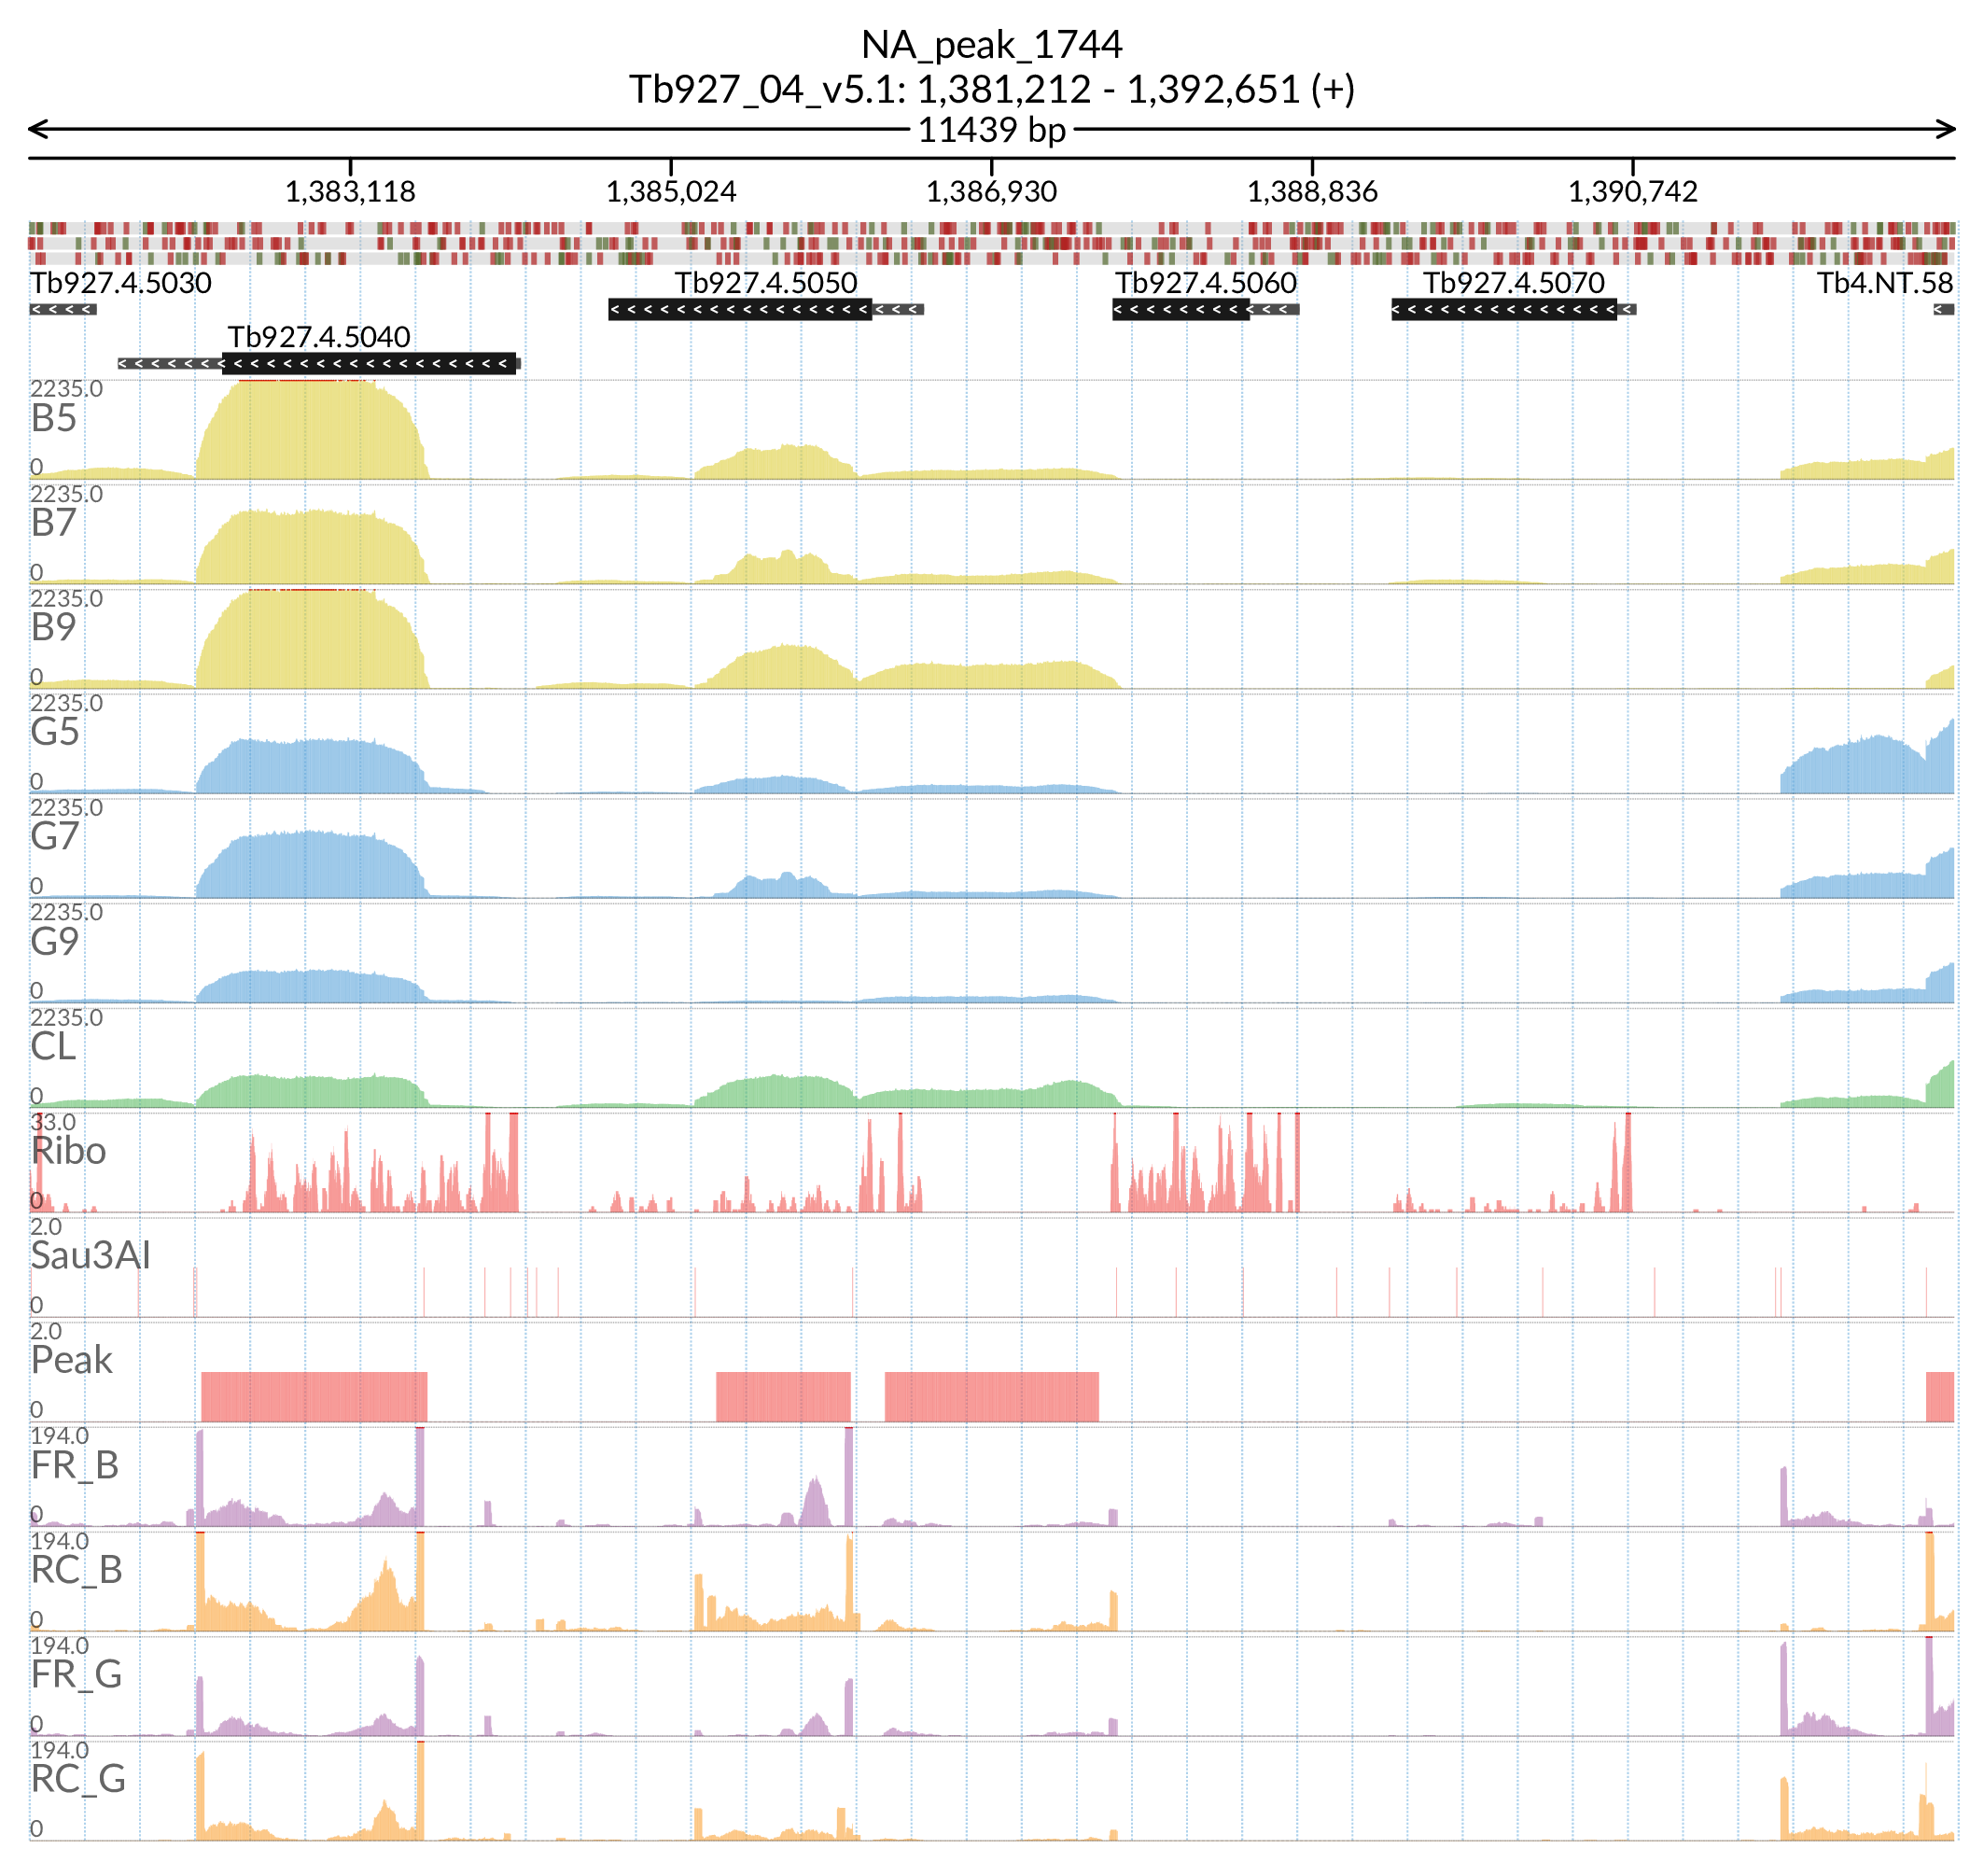 NA_peak_1744
Tb927_04_v5.1: 1,381,212 - 1,392,651 (+)
11439 bp
1,383,118 1,385,024 1,386,930 1,388,836 1,390,742
Tb927.4.5030 Tb927.4.5050 Tb927.4.5060 Tb927.4.5070 Tb4.NT.58
Tb927.4.5040
2235.0
B5
0
2235.0
B7
0
2235.0
B9
0
2235.0
G5
0
2235.0
G7
0
2235.0
G9
0
2235.0
CL
0
33.0
Ribo
0
2.0
Sau3AI
0
2.0
Peak
0
194.0
FR_B
0
194.0
RC_B
0
194.0
FR_G
0
194.0
RC_G
0